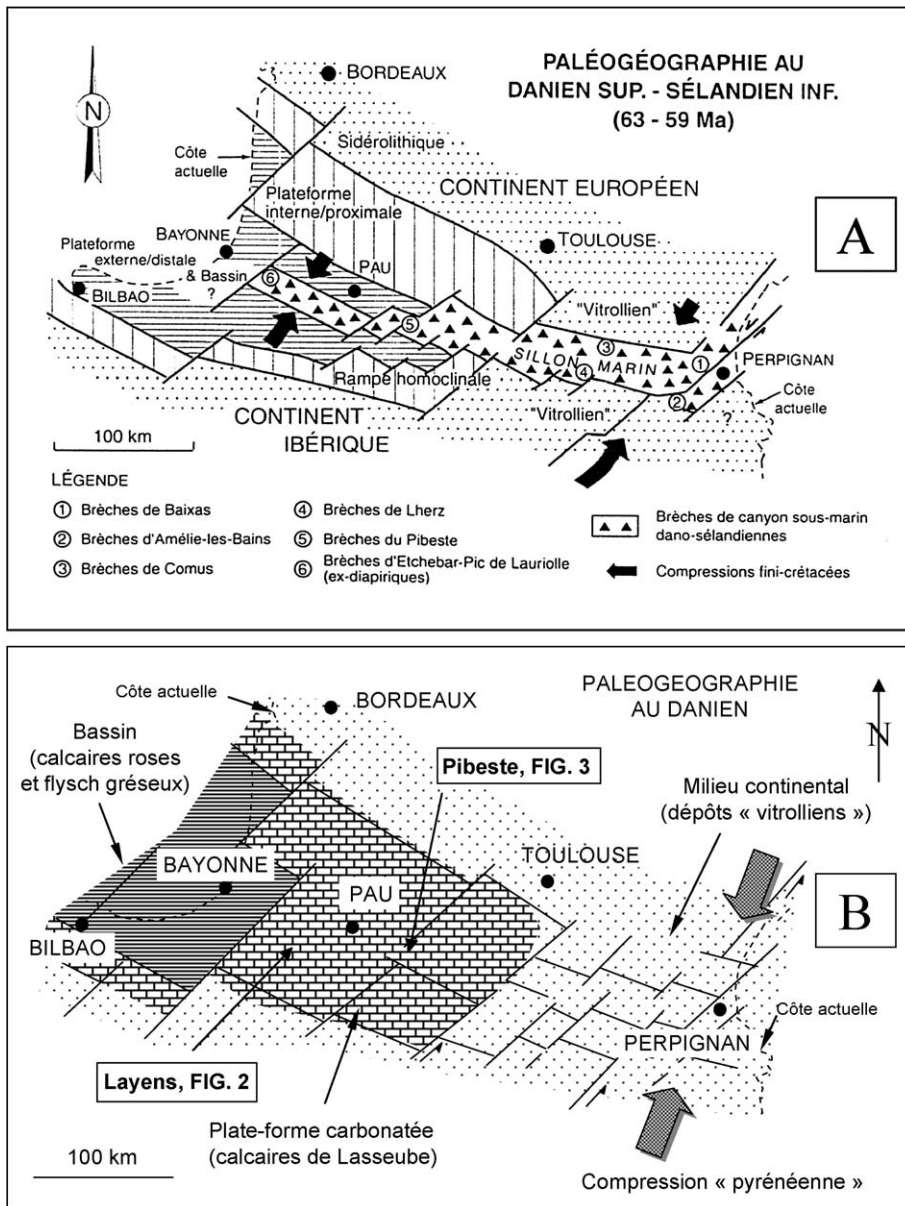 BORDEAUX
PALÉOGÉOGRAPHIE AU
DANIEN SUP. - SÉLANDIEN INF.
(63 - 59 Ma)
N
Sidérolithique
Côte
actuelle
CONTINENT EUROPÉEN
A
Plateforme
interne/proximale
TOULOUSE
BAYONNE
Plateforme
externe/distale
& Bassin
?
PAU
BILBAO
"Vitrollien"
6
5
3
1
SILLON MARIN
4
PERPIGNAN
2
Rampe homoclinale
Côte
actuelle
"Vitrollien"
?
CONTINENT
IBÉRIQUE
100 km
LÉGENDE
1 Brèches de Baixas
2 Brèches d'Amélie-les-Bains
3 Brèches de Comus
4 Brèches de Lherz
5 Brèches du Pibeste
6 Brèches d'Etchebar-Pic de Lauriolle
(ex-diapiriques)
Brèches de canyon sous-marin
dano-sélandiennes
Compressions fini-crétacées
Côte actuelle
BORDEAUX
PALEOGEOGRAPHIE
AU DANIEN
N
Bassin
(calcaires roses
et flysch gréseux)
Pibeste, FIG. 3
Milieu continental
(dépôts « vitrolliens »
TOULOUSE
BAYONNE
PAU
B
BILBAO
Côte actuelle
PERPIGNAN
Layens, FIG. 2
Plate-forme carbonatée
(calcaires de Lasseube)
100 km
Compression « pyrénéenne »